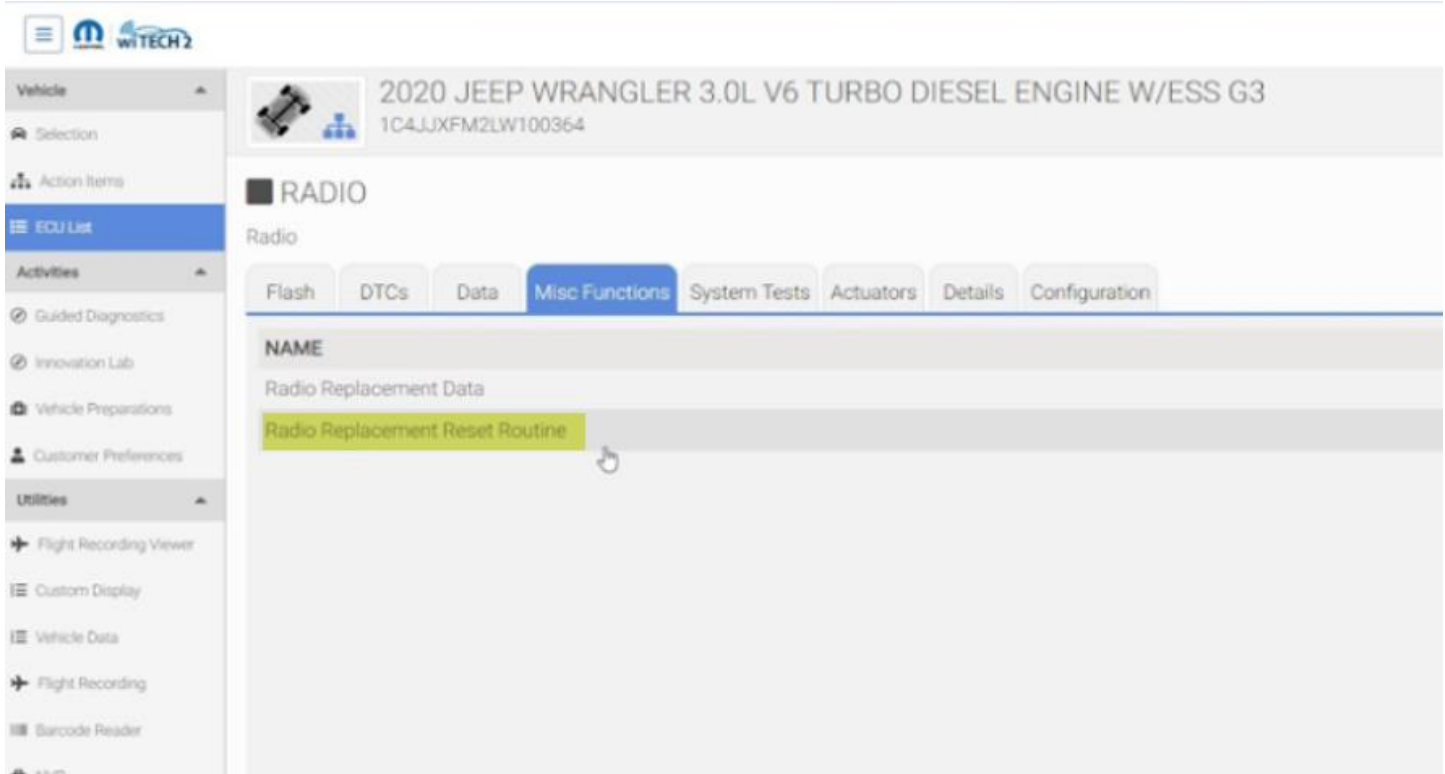 wiTECH 2
Vehicle
Selection
Action Items
ECU List
Activities
Guided Diagnostics
Innovation Lab
Vehicle Preparations
Customer Preferences
Utilities
Flight Recording Viewer
Custom Display
Vehicle Data
Flight Recording
Barcode Reader
2020 JEEP WRANGLER 3.0L V6 TURBO DIESEL ENGINE W/ESS G3
1C4JJXFM2LW100364
RADIO
Radio
Flash DTCs Data Misc Functions System Tests Actuators Details Configuration
NAME
Radio Replacement Data
Radio Replacement Reset Routine